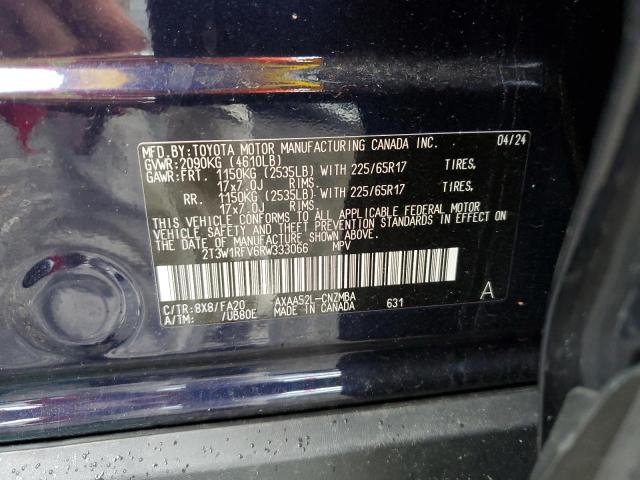 MFD.BY:TOYOTA MOTOR MANUFACTURING CANADA INC. 04/24
GVWR:2090KG (4610LB)
GAWR:FRT. 1150KG (2535LB) WITH 225/65R17 TIRES,
17x7.0J RIMS.
RR. 1150KG (2535LB) WITH 225/65R17 TIRES,
17x7.0J RIMS.
THIS VEHICLE CONFORMS TO ALL APPLICABLE FEDERAL MOTOR
VEHICLE SAFETY AND THEFT PREVENTION STANDARDS IN EFFECT
ON THE DATE OF MANUFACTURE SHOWN ABOVE.
2T3W1RFV6RW333066 MPV
C/TR:8X8/FA20 AXAA52L-CNZMBA 631 A
A/TM: /UB80E MADE IN CANADA